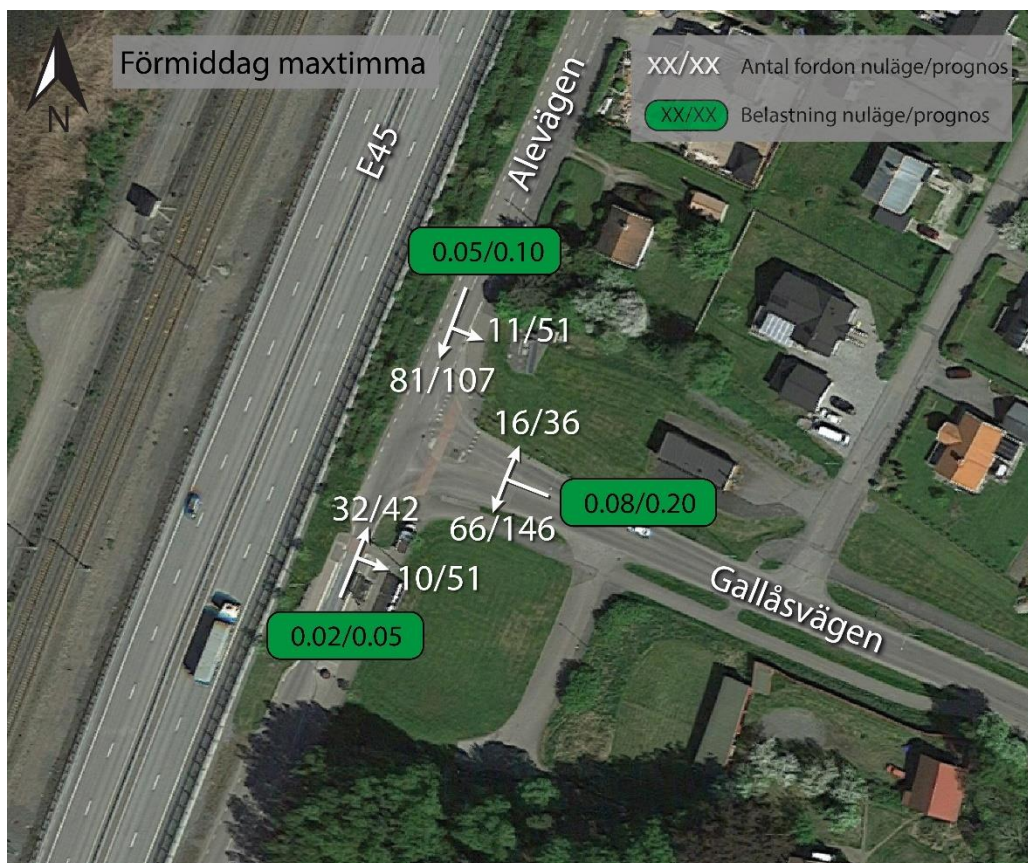 Förmiddag maxtimma
XX/XX Antal fordon nuläge/prognos
XX/XX Belastning nuläge/prognos
N
E45
Alevägen
0.05/0.10
11/51
81/107
16/36
32/42
66/146
0.08/0.20
10/51
Gallåsvägen
0.02/0.05